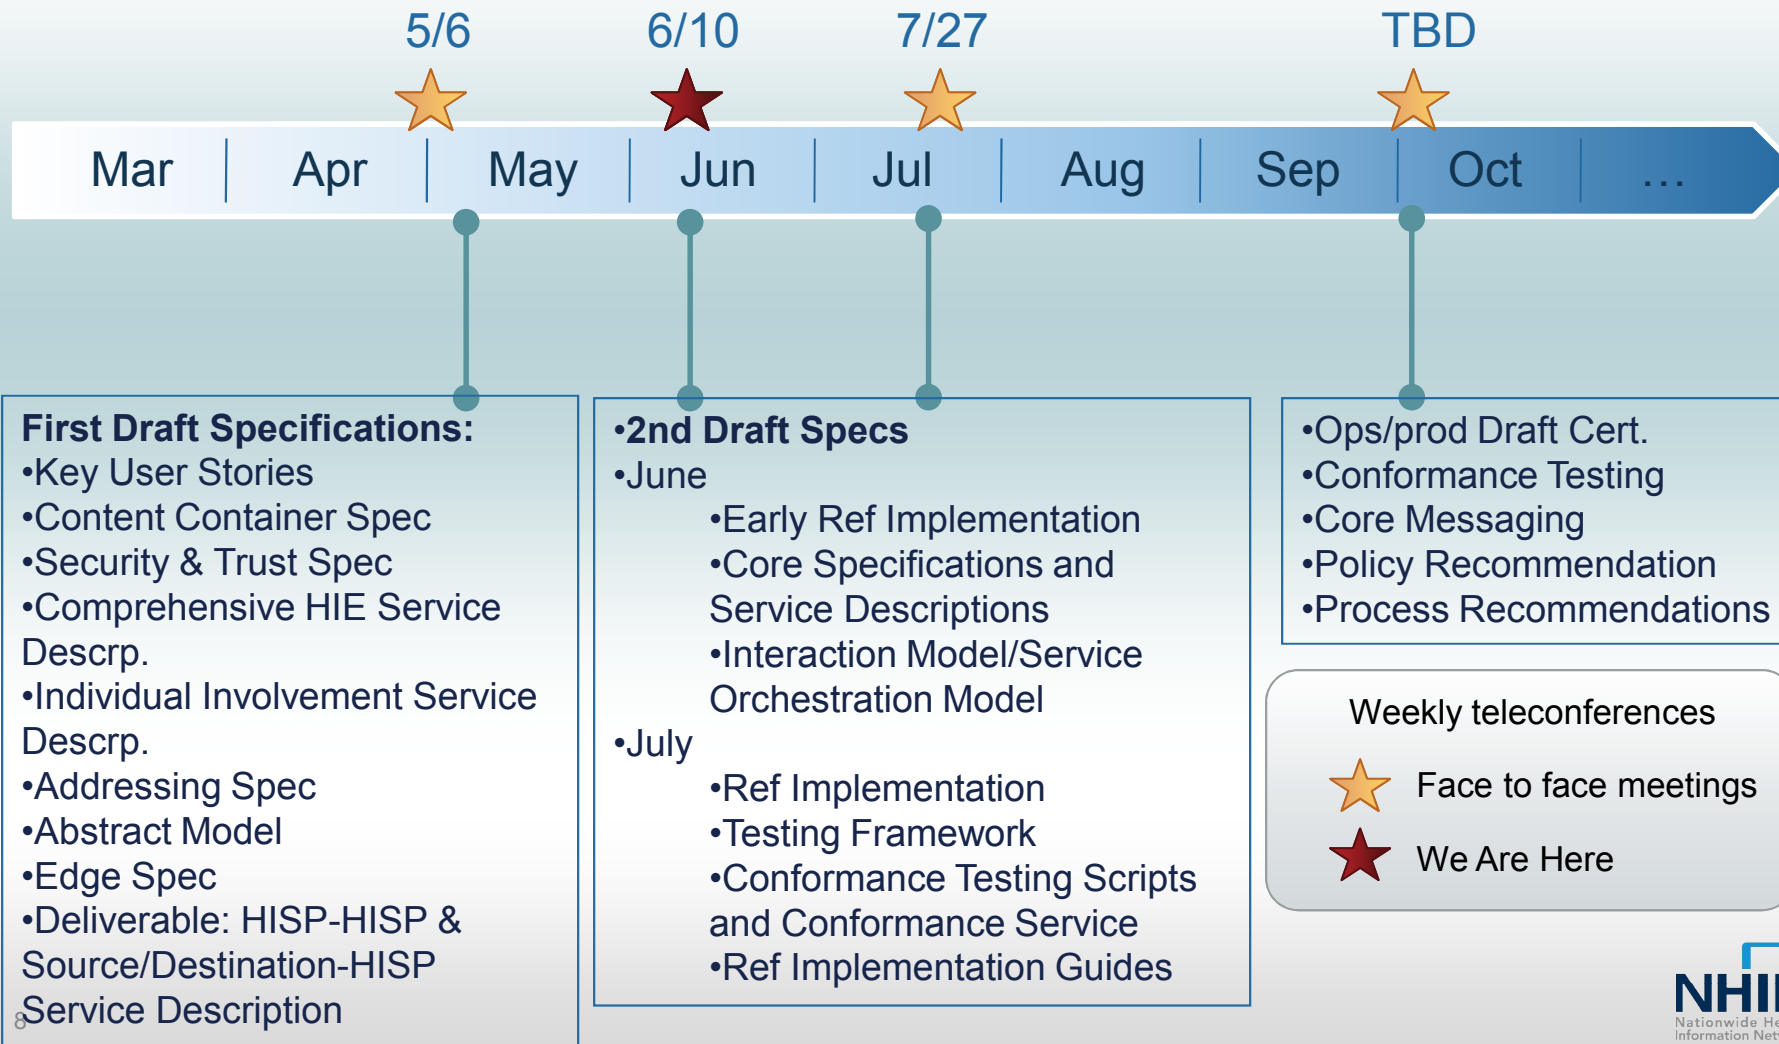 5/6 6/10 7/27 TBD
Mar Apr May Jun Jul Aug Sep Oct ...
First Draft Specifications:
•Key User Stories
•Content Container Spec
•Security & Trust Spec
•Comprehensive HIE Service
Descrp.
•Individual Involvement Service
Descrp.
•Addressing Spec
•Abstract Model
•Edge Spec
•Deliverable: HISP-HISP &
Source/Destination-HISP
Service Description
•2nd Draft Specs
•June
•Early Ref Implementation
•Core Specifications and
Service Descriptions
•Interaction Model/Service
Orchestration Model
•July
•Ref Implementation
•Testing Framework
•Conformance Testing Scripts
and Conformance Service
•Ref Implementation Guides
•Ops/prod Draft Cert.
•Conformance Testing
•Core Messaging
•Policy Recommendation
•Process Recommendations
Weekly teleconferences
Face to face meetings
We Are Here
8
Nationwide
Information